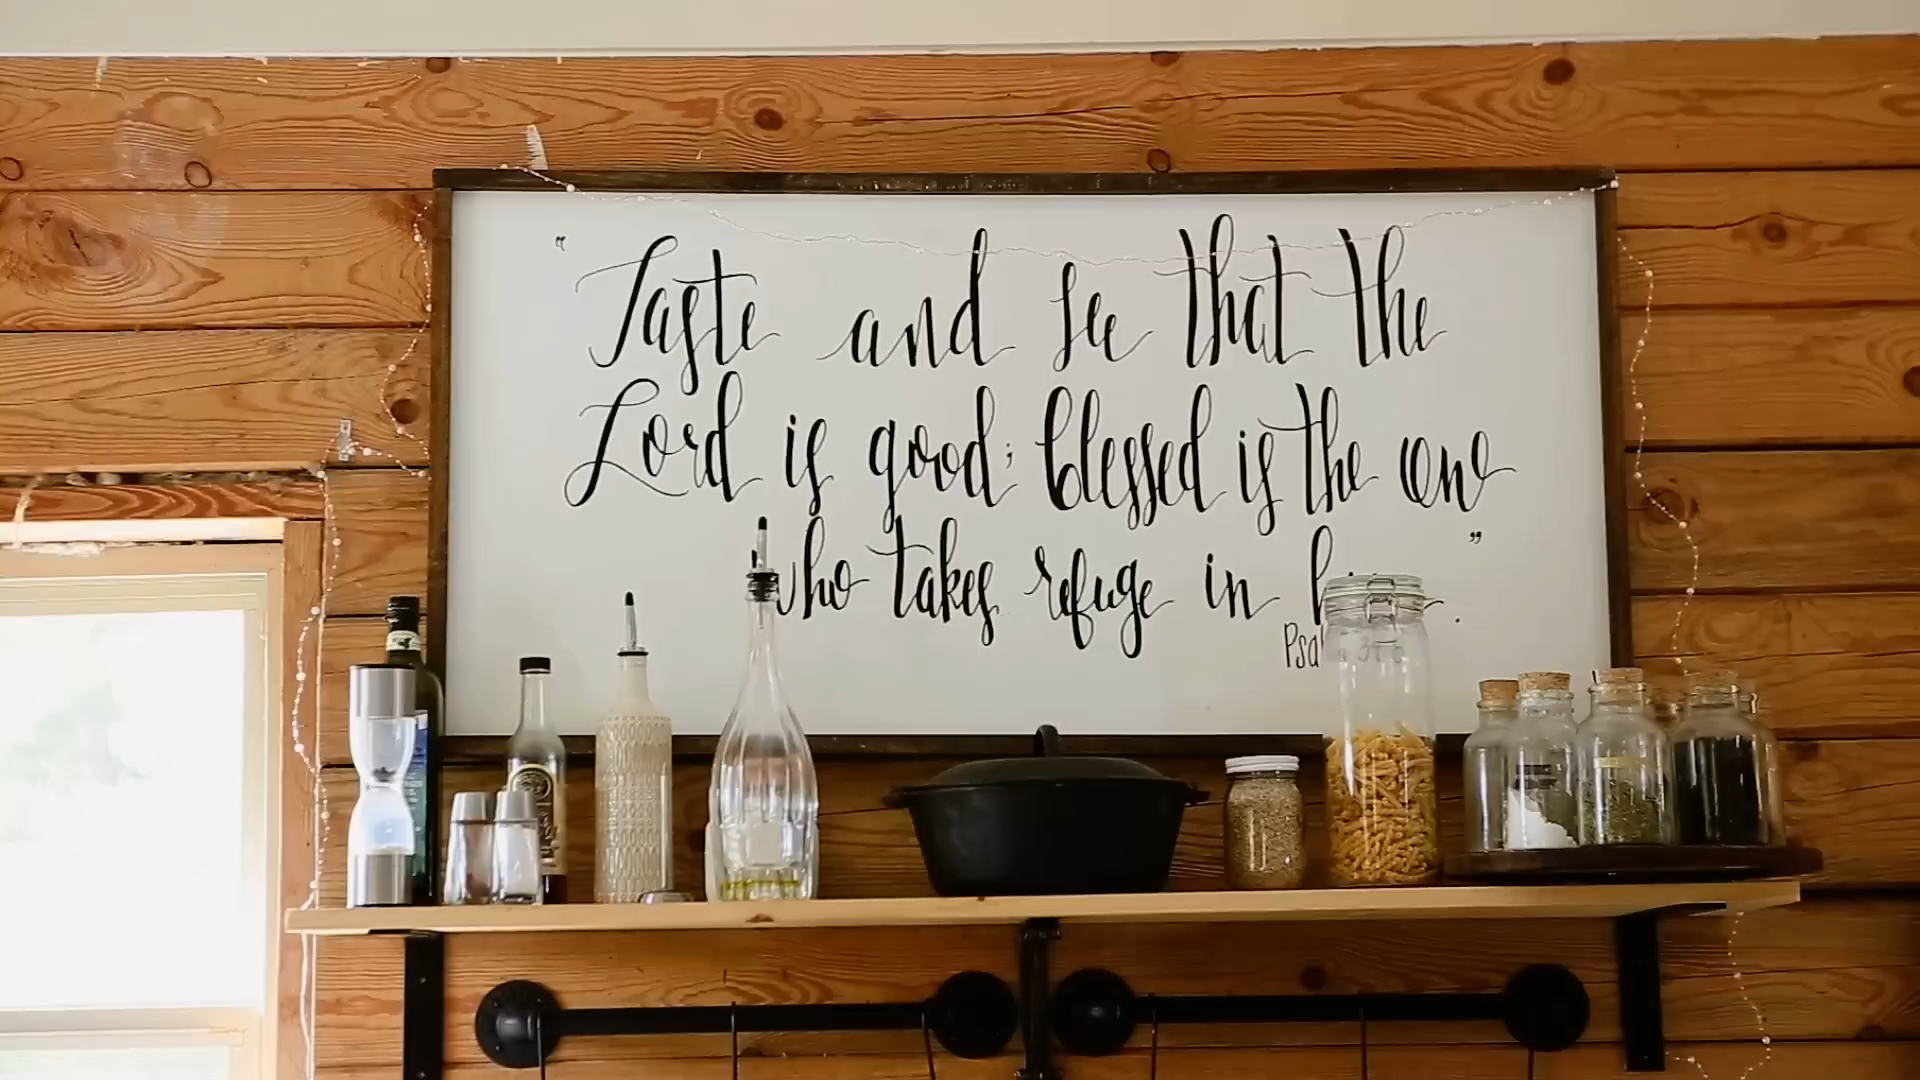 "Taste and see that the
Lord is good; blessed is the one
who takes refuge in